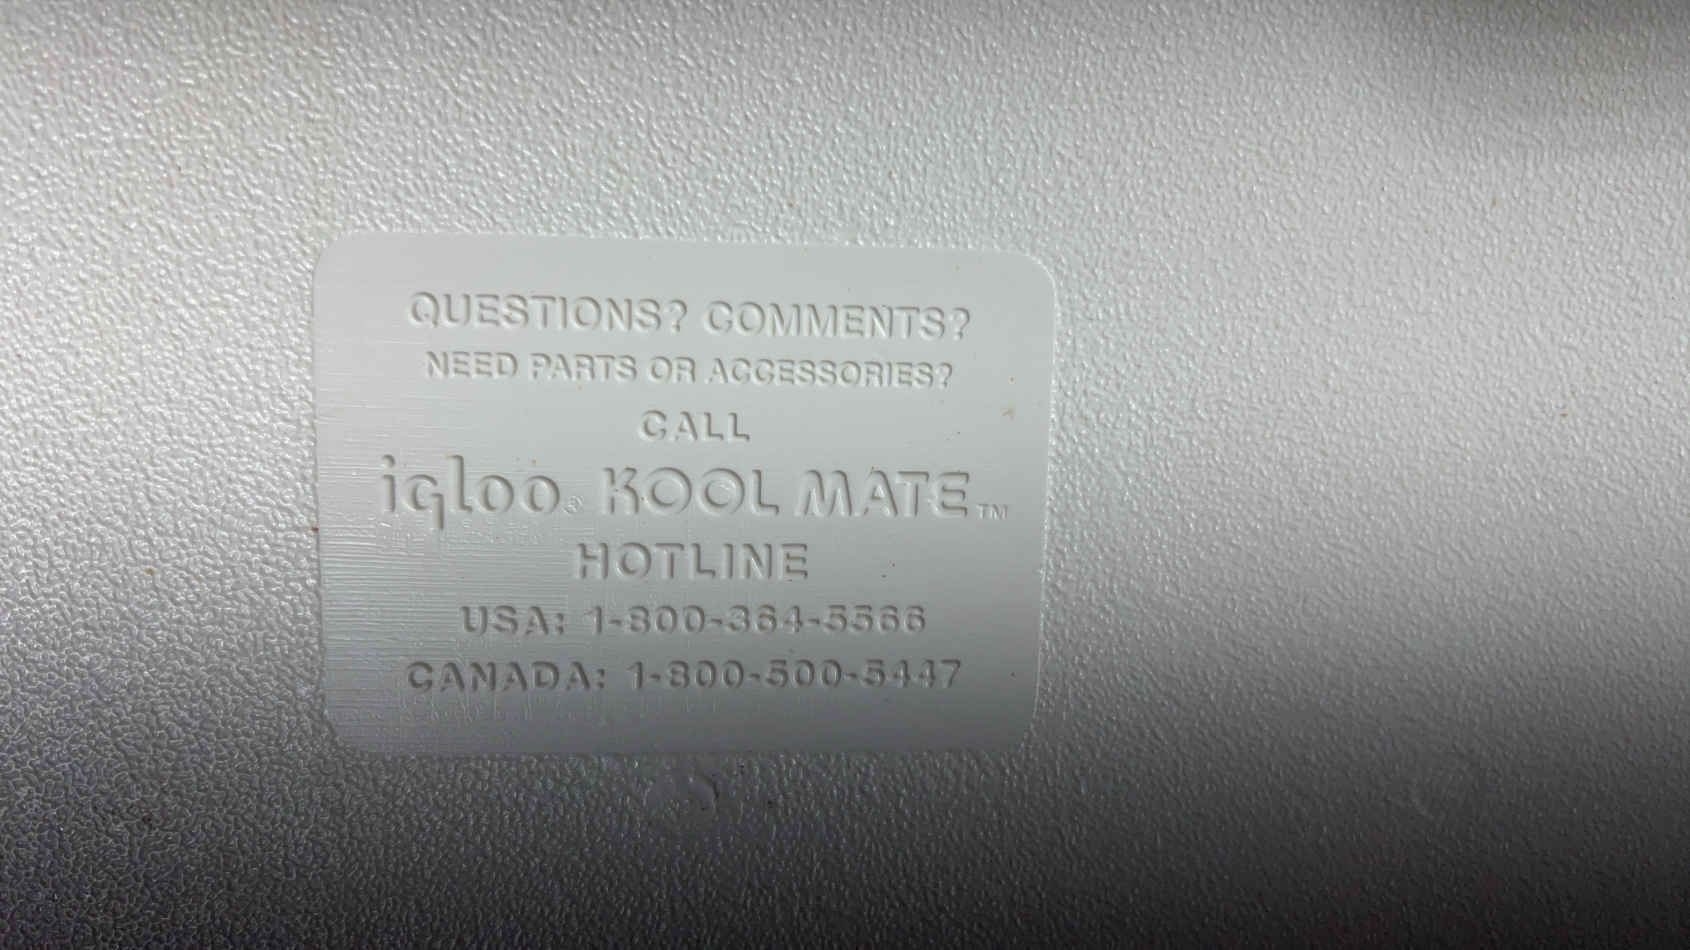 QUESTIONS? COMMENTS?
NEED PARTS OR ACCESSORIES?
CALL
igloo® KOOL MATE™
HOTLINE
USA: 1-800-364-5566
CANADA: 1-800-500-5447